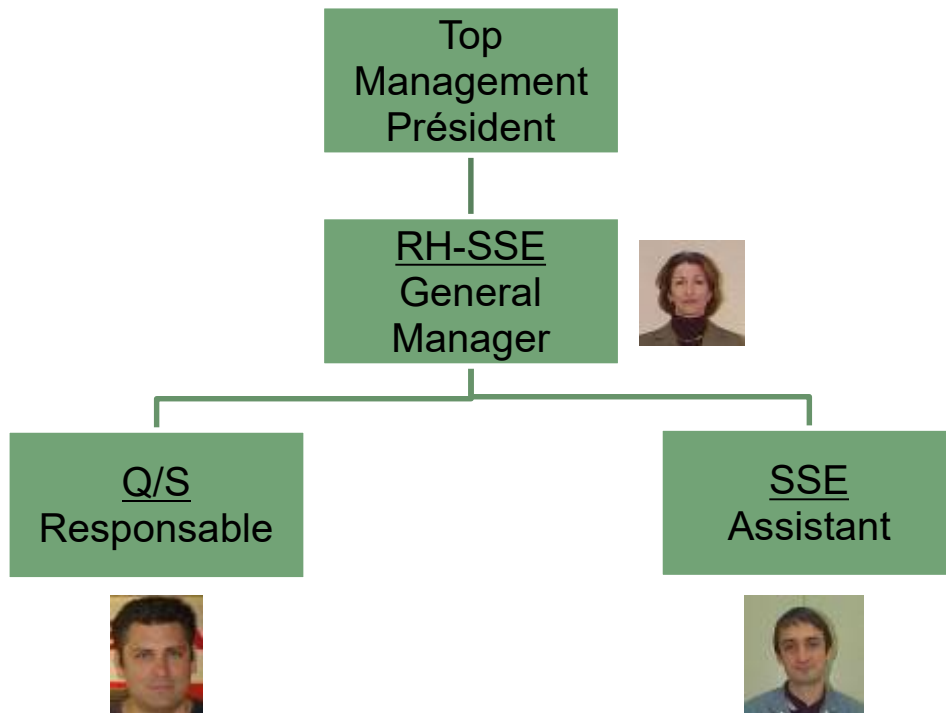 Top
Management
Président
RH-SSE
General
Manager
Q/S
Responsable
SSE
Assistant